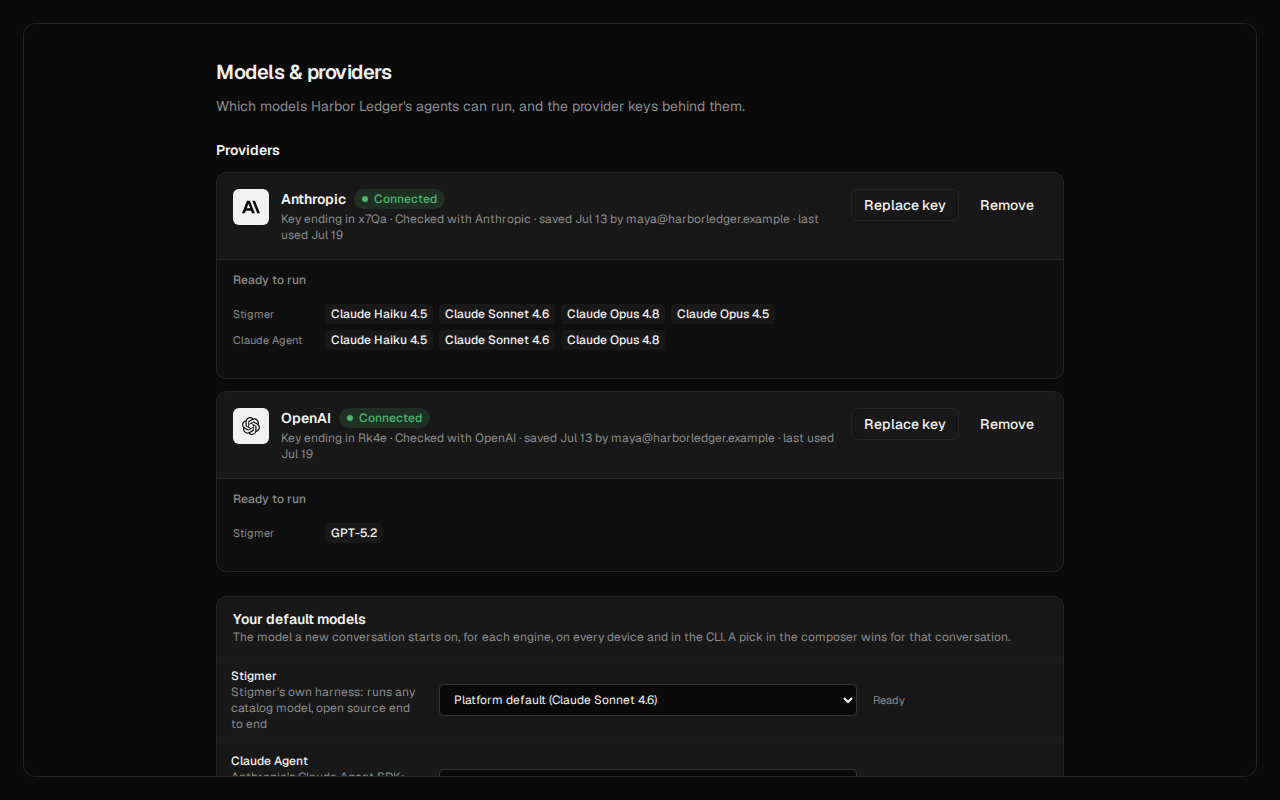 Models & providers
Which models Harbor Ledger's agents can run, and the provider keys behind them.
Providers
Anthropic
Connected
Key ending in x7Qa · Checked with Anthropic · saved Jul 13 by maya@harborledger.example · last
used Jul 19
Replace key
Remove
Ready to run
Stigmer
Claude Haiku 4.5
Claude Sonnet 4.6
Claude Opus 4.8
Claude Opus 4.5
Claude Agent
Claude Haiku 4.5
Claude Sonnet 4.6
Claude Opus 4.8
OpenAI
Connected
Key ending in Rk4e · Checked with OpenAI · saved Jul 13 by maya@harborledger.example · last used
Jul 19
Replace key
Remove
Ready to run
Stigmer
GPT-5.2
Your default models
The model a new conversation starts on, for each engine, on every device and in the CLI. A pick in the composer wins for that conversation.
Stigmer
Stigmer's own harness: runs any
catalog model, open source end
to end
Platform default (Claude Sonnet 4.6)
Ready
Claude Agent
Anthropic's Claude Agent SDK: